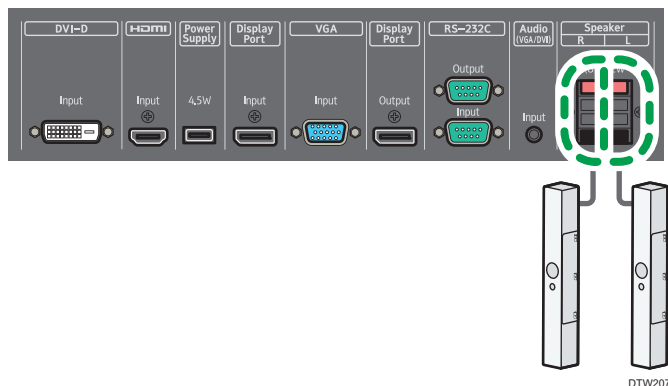 DVI-D
HDMI
Power
Supply
Display
Port
VGA
Display
Port
RS-232C
Audio
(VGA/DVI)
Speaker
R L
Input
Input
4.5W
Input
Input
Output
Output
Input
Input